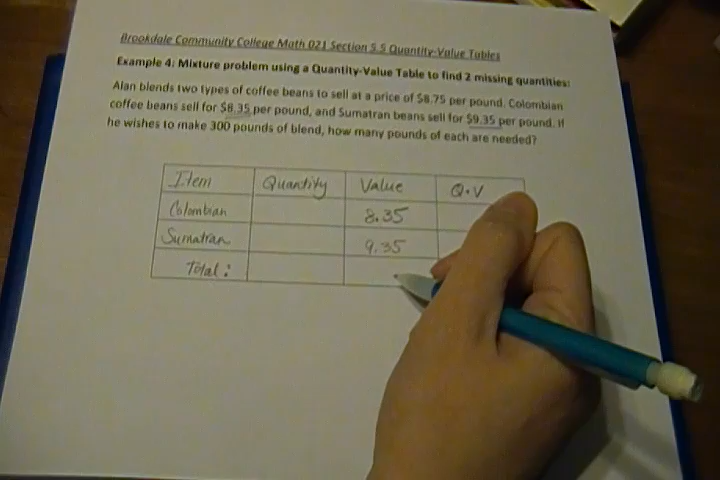 Brookdale Community College Math 021 Section 5.5 Quantity-Value Tables
Example 4: Mixture problem using a Quantity-Value Table to find 2 missing quantities:
Alan blends two types of coffee beans to sell at a price of $8.75 per pound. Colombian
coffee beans sell for $8.35 per pound, and Sumatran beans sell for $9.35 per pound. If
he wishes to make 300 pounds of blend, how many pounds of each are needed?
Item Quantity Value Q·V
Colombian 8.35
Sumatran 9.35
Total: